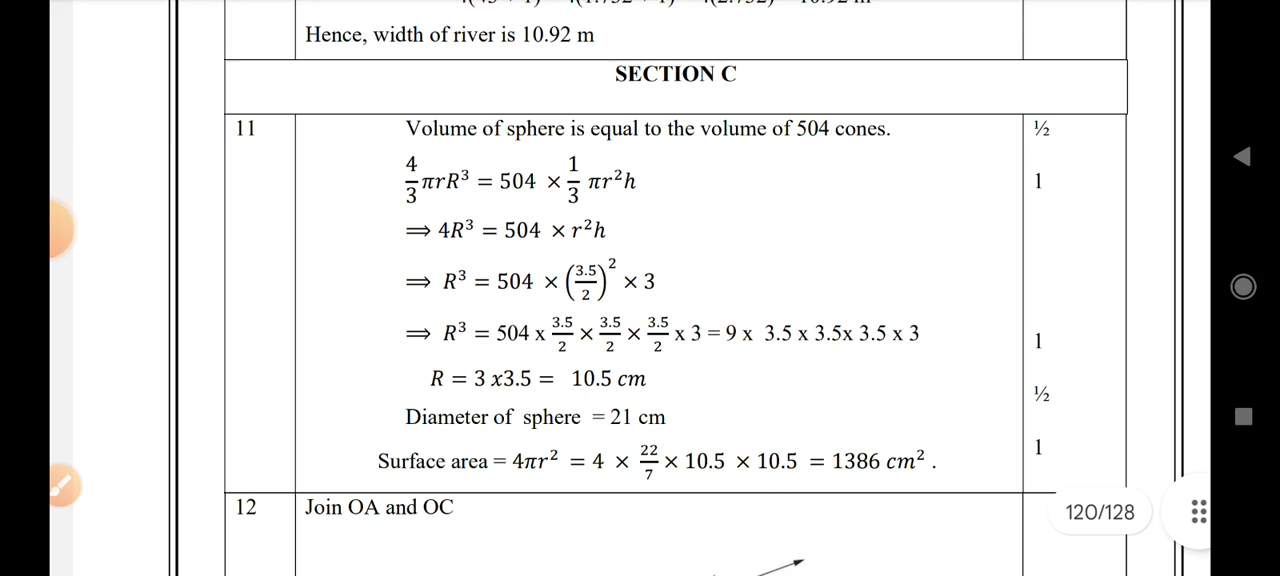 Hence, width of river is 10.92 m
SECTION C
11 Volume of sphere is equal to the volume of 504 cones. ½
4/3 πrR³ = 504 × 1/3 πr²h 1
⟹ 4R³ = 504 × r²h
⟹ R³ = 504 × (3.5/2)² × 3
⟹ R³ = 504 x 3.5/2 × 3.5/2 × 3.5/2 x 3 = 9 x 3.5 x 3.5x 3.5 x 3 1
R = 3 x3.5 = 10.5 cm
½
Diameter of sphere = 21 cm
Surface area = 4πr² = 4 × 22/7 × 10.5 × 10.5 = 1386 cm² . 1
12 Join OA and OC
120/128